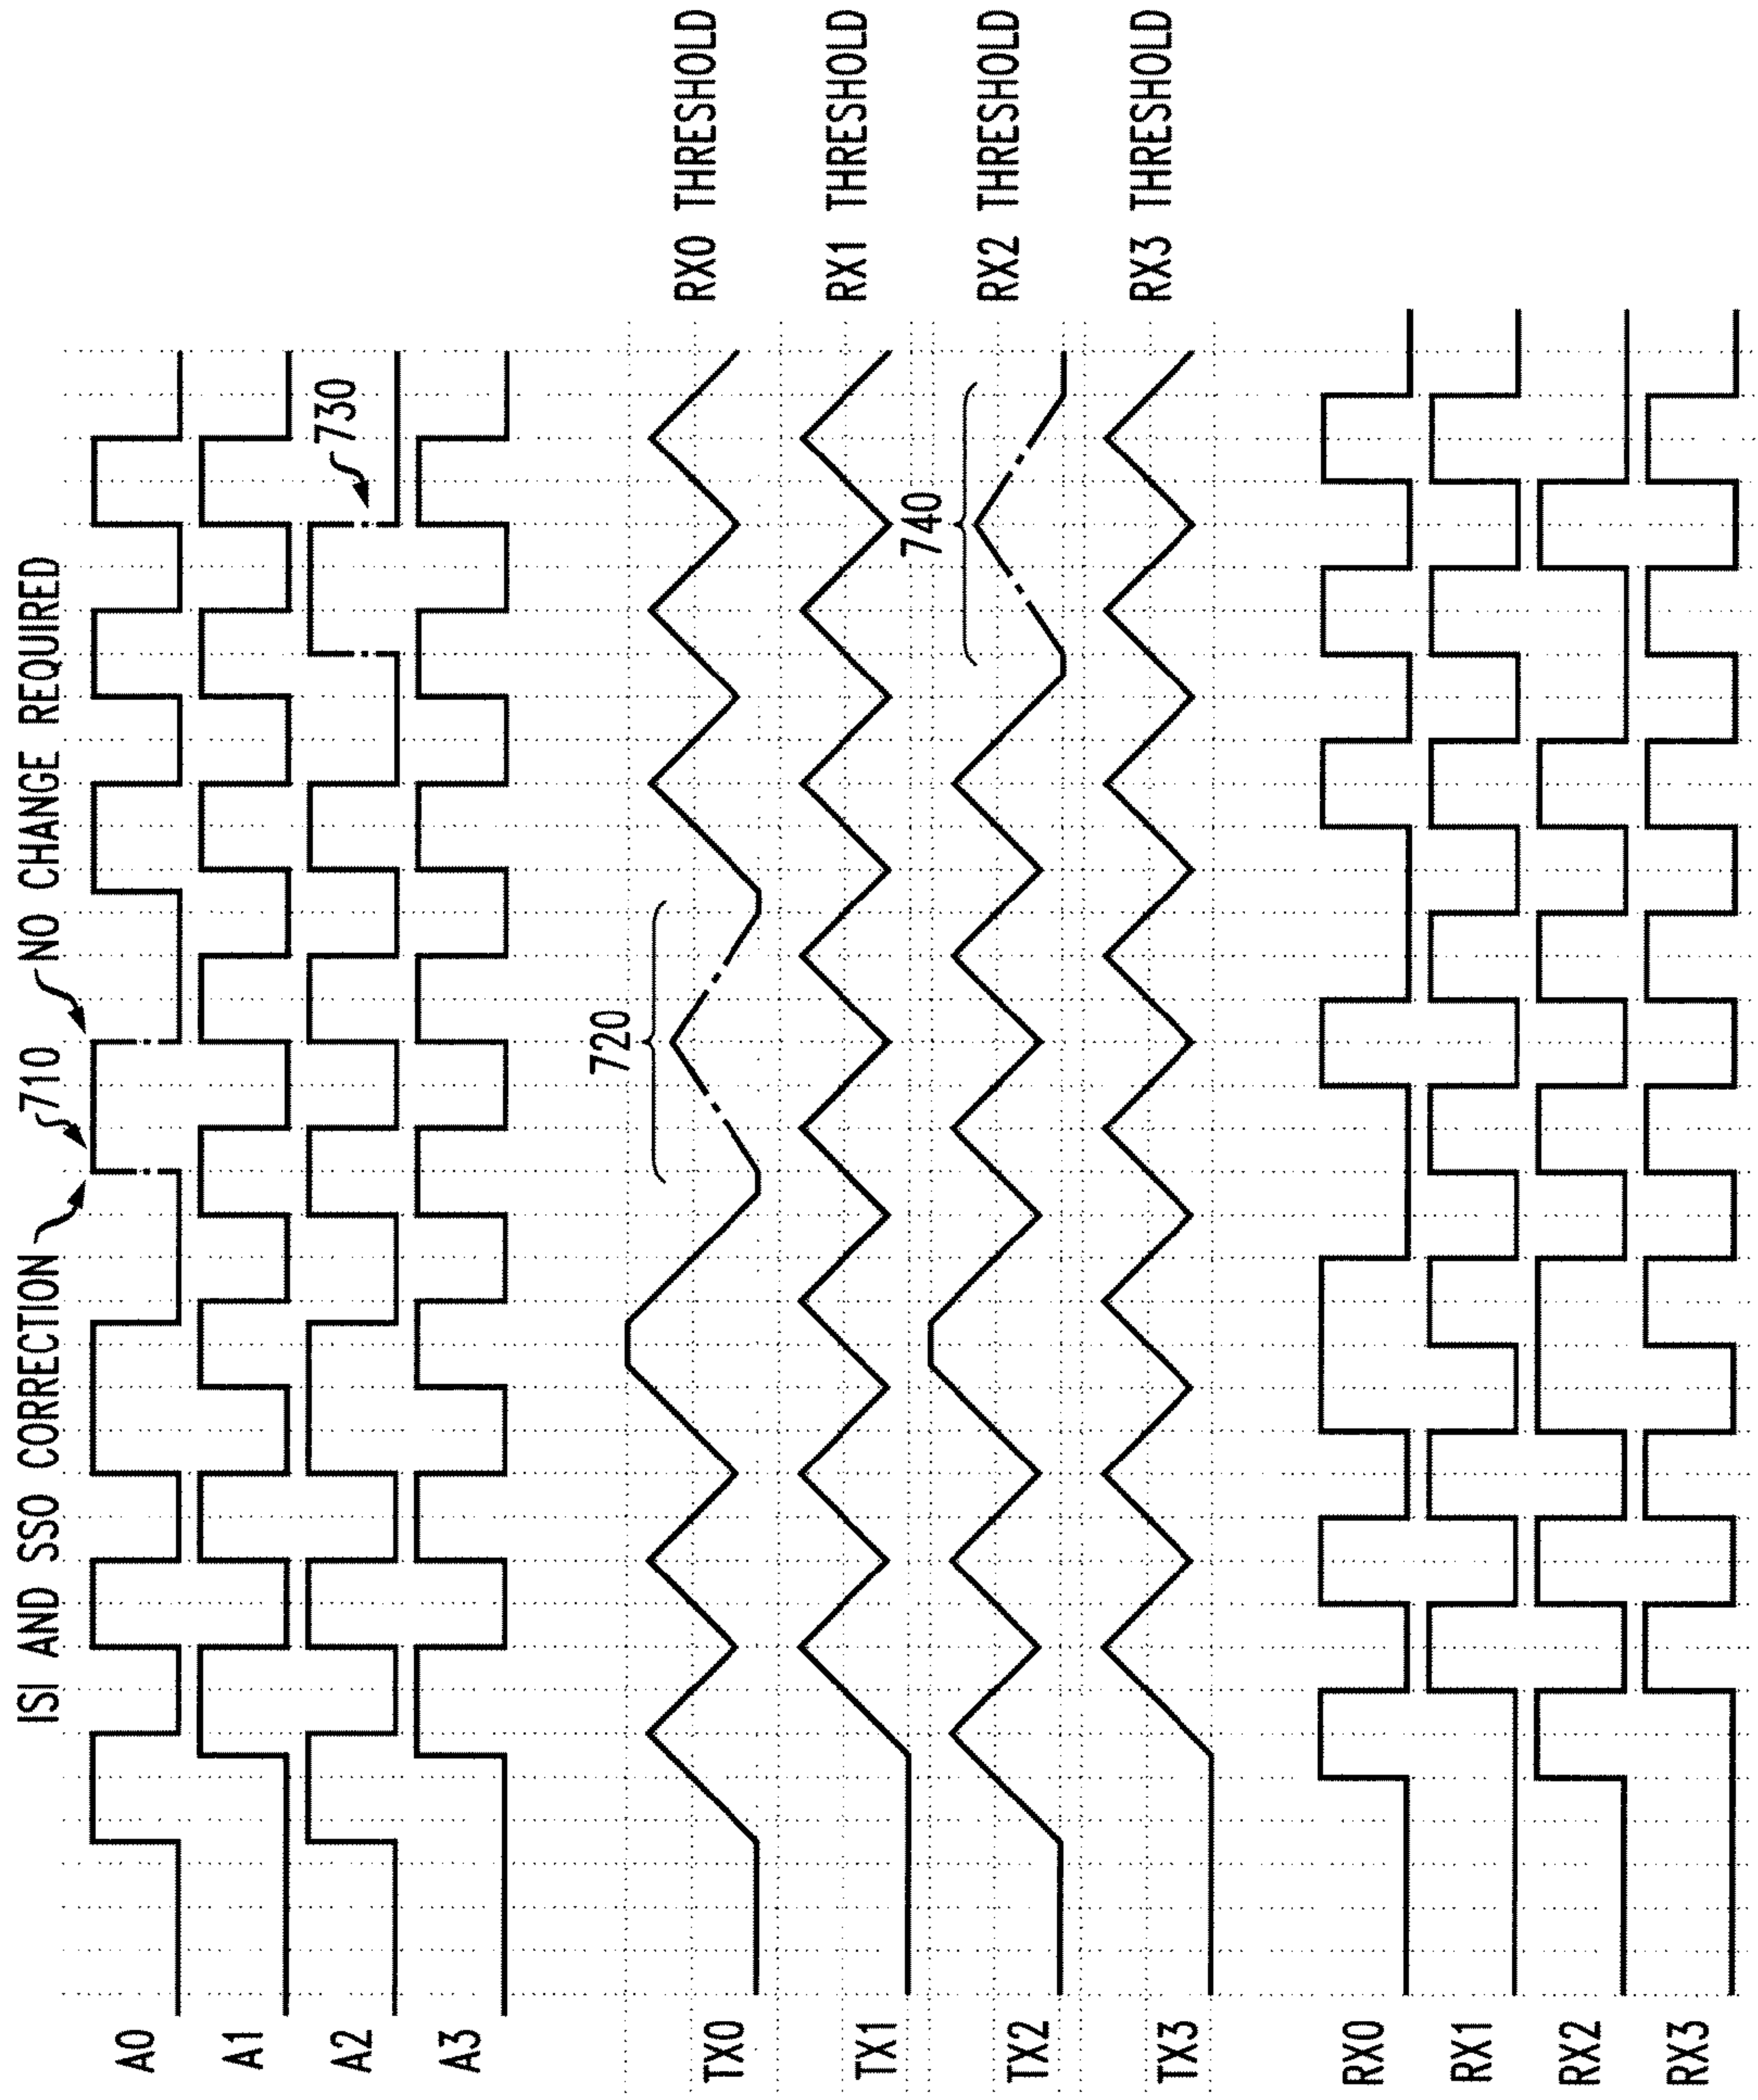 ISI AND SSO CORRECTION
710
NO CHANGE REQUIRED
A0
A1
730
A2
A3
720
TX0
RX0 THRESHOLD
TX1
RX1 THRESHOLD
740
TX2
RX2 THRESHOLD
TX3
RX3 THRESHOLD
RX0
RX1
RX2
RX3